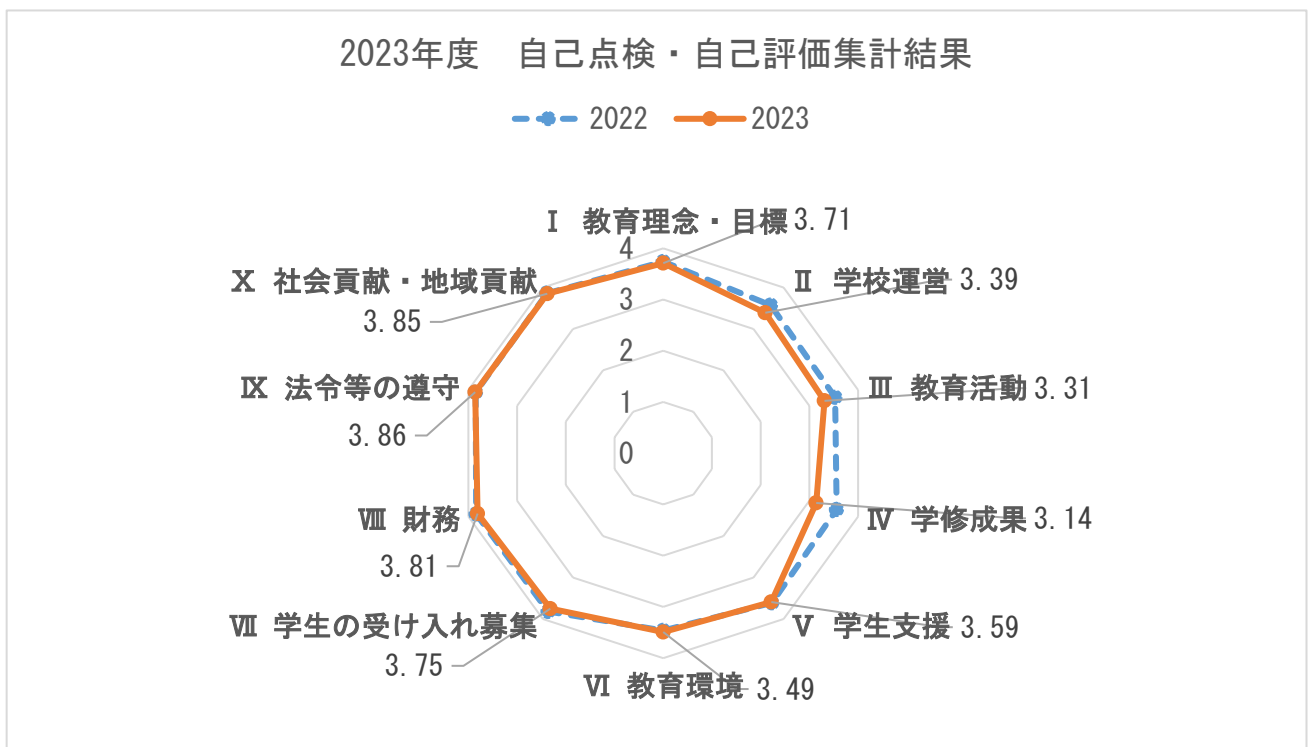 2023年度　自己点検・自己評価集計結果
2022 2023
Ⅰ 教育理念・目標 3.71
Ⅱ 学校運営 3.39
Ⅲ 教育活動 3.31
Ⅳ 学修成果 3.14
Ⅴ 学生支援 3.59
Ⅵ 教育環境 3.49
Ⅶ 学生の受け入れ募集
3.75
Ⅷ 財務
3.81
Ⅸ 法令等の遵守
3.86
Ⅹ 社会貢献・地域貢献
3.85
4
3
2
1
0